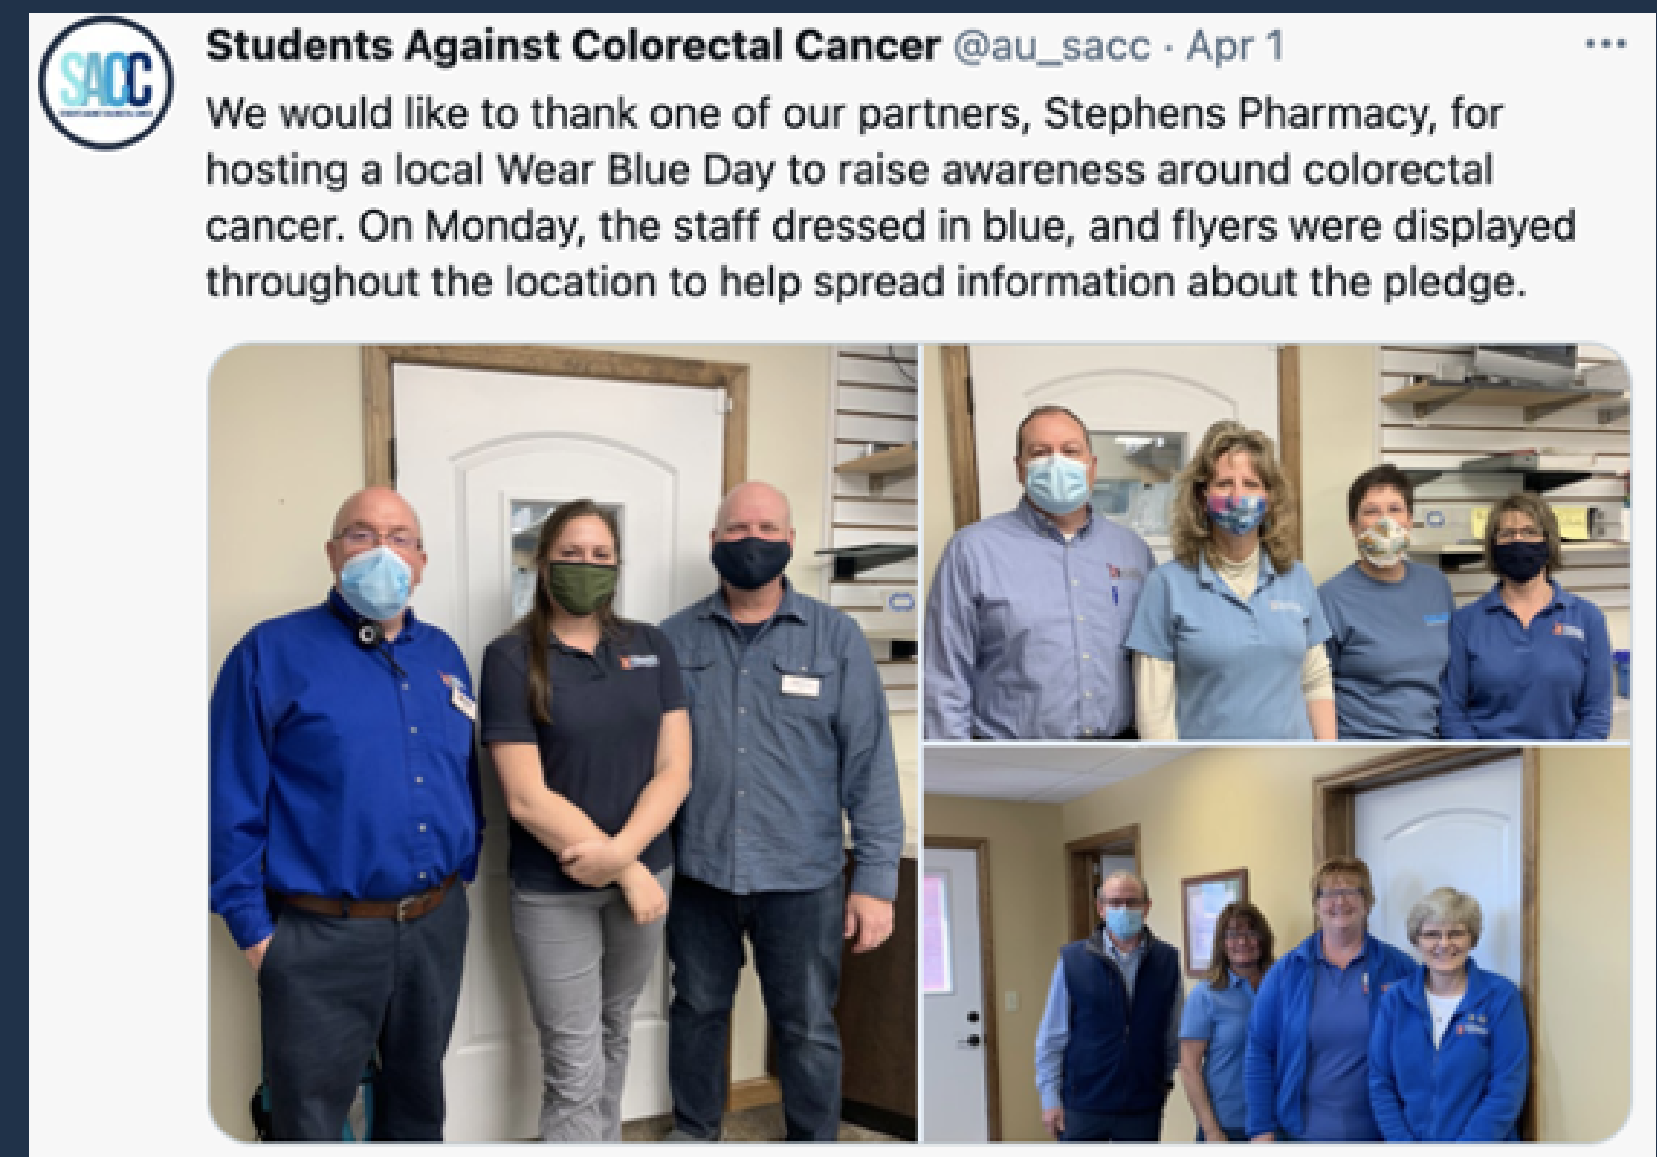 SACC
Students Against Colorectal Cancer @au_sacc · Apr 1
We would like to thank one of our partners, Stephens Pharmacy, for
hosting a local Wear Blue Day to raise awareness around colorectal
cancer. On Monday, the staff dressed in blue, and flyers were displayed
throughout the location to help spread information about the pledge.